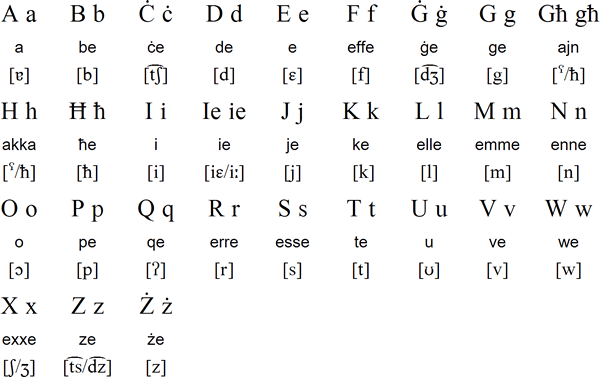 A a B b Ċ ċ D d E e F f Ġ ġ G g Għ għ
a be ċe de e effe ġe ge ajn
[ɐ] [b] [t͡ʃ] [d] [ɛ] [f] [d͡ʒ] [g] [ˤ/ħ]
H h Ħ ħ I i Ie ie J j K k L l M m N n
akka ħe i ie je ke elle emme enne
[ˤ/ħ] [ħ] [i] [iɛ/iː] [j] [k] [l] [m] [n]
O o P p Q q R r S s T t U u V v W w
o pe qe erre esse te u ve we
[ɔ] [p] [ʔ] [r] [s] [t] [ʊ] [v] [w]
X x Z z Ż ż
exxe ze że
[ʃ/ʒ] [t͡s/d͡z] [z]